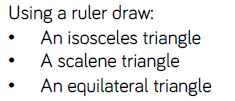 Using a ruler draw:
• An isosceles triangle
• A scalene triangle
• An equilateral triangle